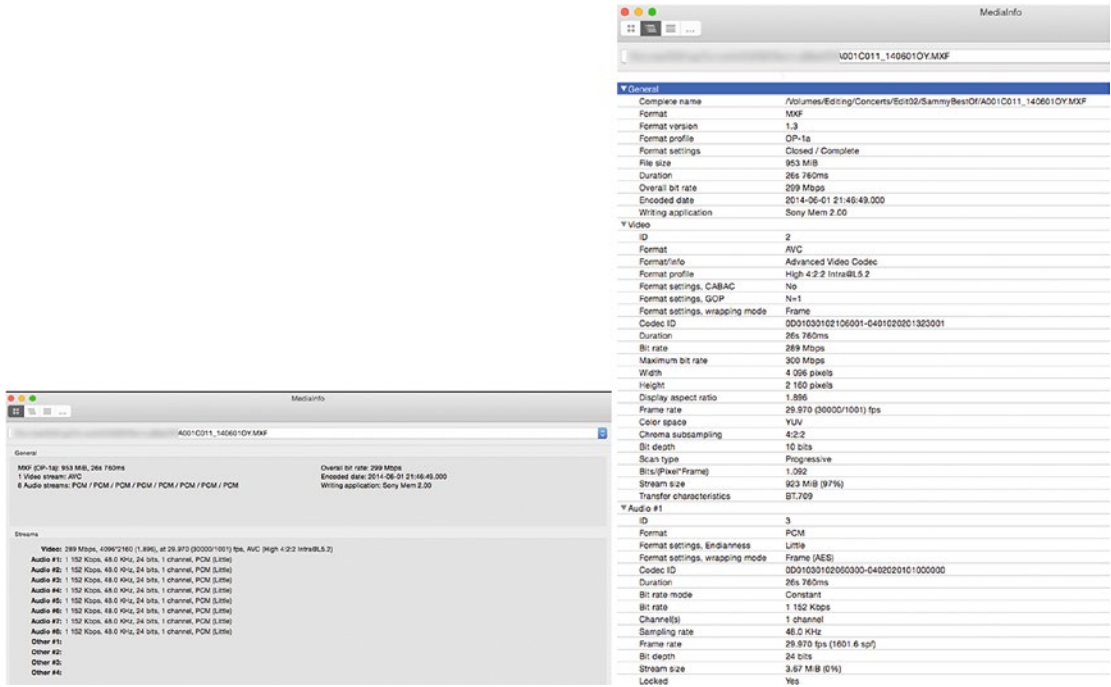 MediaInfo
A001C011_140601OY.MXF
General
MXF (OP-1a): 953 MiB, 26s 760ms
1 Video stream: AVC
8 Audio streams: PCM / PCM / PCM / PCM / PCM / PCM / PCM / PCM
Overall bit rate: 299 Mbps
Encoded date: 2014-06-01 21:46:49.000
Writing application: Sony Mem 2.00
Streams
Video: 289 Mbps, 4096*2160 (1.896), at 29.970 (30000/1001) fps, AVC (High 4:2:2 Intra@L5.2)
Audio #1: 1 152 Kbps, 48.0 KHz, 24 bits, 1 channel, PCM (Little)
Audio #2: 1 152 Kbps, 48.0 KHz, 24 bits, 1 channel, PCM (Little)
Audio #3: 1 152 Kbps, 48.0 KHz, 24 bits, 1 channel, PCM (Little)
Audio #4: 1 152 Kbps, 48.0 KHz, 24 bits, 1 channel, PCM (Little)
Audio #5: 1 152 Kbps, 48.0 KHz, 24 bits, 1 channel, PCM (Little)
Audio #6: 1 152 Kbps, 48.0 KHz, 24 bits, 1 channel, PCM (Little)
Audio #7: 1 152 Kbps, 48.0 KHz, 24 bits, 1 channel, PCM (Little)
Audio #8: 1 152 Kbps, 48.0 KHz, 24 bits, 1 channel, PCM (Little)
Other #1:
Other #2:
Other #3:
Other #4:
MediaInfo
\001C011_140601OY.MXF
General
Complete name /Volumes/Editing/Concerts/Edit02/SammyBestOf/A001C011_140601OY.MXF
Format MXF
Format version 1.3
Format profile OP-1a
Format settings Closed / Complete
File size 953 MiB
Duration 26s 760ms
Overall bit rate 299 Mbps
Encoded date 2014-06-01 21:46:49.000
Writing application Sony Mem 2.00
Video
ID 2
Format AVC
Format/Info Advanced Video Codec
Format profile High 4:2:2 Intra@L5.2
Format settings, CABAC No
Format settings, GOP N=1
Format settings, wrapping mode Frame
Codec ID 0D01030102106001-0401020201323001
Duration 26s 760ms
Bit rate 289 Mbps
Maximum bit rate 300 Mbps
Width 4 096 pixels
Height 2 160 pixels
Display aspect ratio 1.896
Frame rate 29.970 (30000/1001) fps
Color space YUV
Chroma subsampling 4:2:2
Bit depth 10 bits
Scan type Progressive
Bits/(Pixel*Frame) 1.092
Stream size 923 MiB (97%)
Transfer characteristics BT.709
Audio #1
ID 3
Format PCM
Format settings, Endianness Little
Format settings, wrapping mode Frame (AES)
Codec ID 0D01030102060300-0402020101000000
Duration 26s 760ms
Bit rate mode Constant
Bit rate 1 152 Kbps
Channel(s) 1 channel
Sampling rate 48.0 KHz
Frame rate 29.970 fps (1601.6 spf)
Bit depth 24 bits
Stream size 3.67 MiB (0%)
Locked Yes